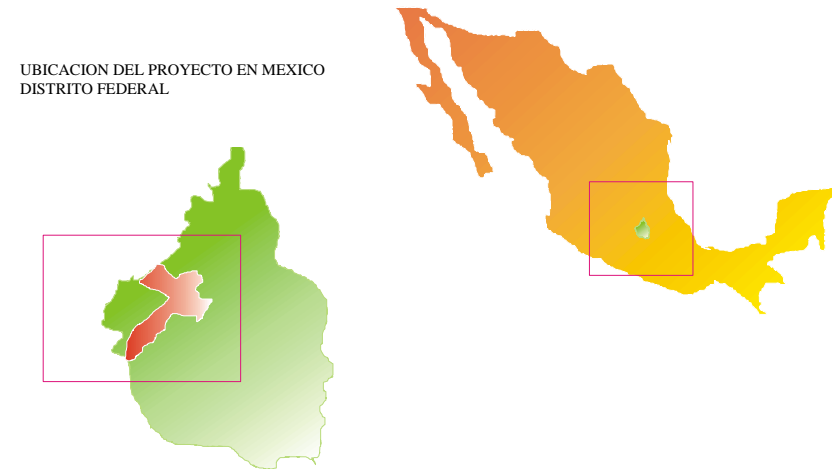 UBICACION DEL PROYECTO EN MEXICO
DISTRITO FEDERAL